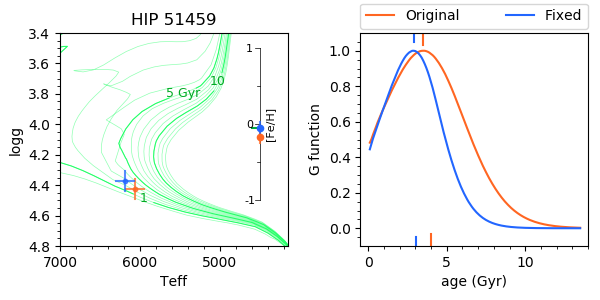 HIP 51459
Original Fixed
3.4
3.6
3.8
4.0
4.2
4.4
4.6
4.8
logg
7000 6000 5000
Teff
5 Gyr
10
1
1
0
-1
[Fe/H]
1.0
0.8
0.6
0.4
0.2
0.0
G function
0 5 10
age (Gyr)